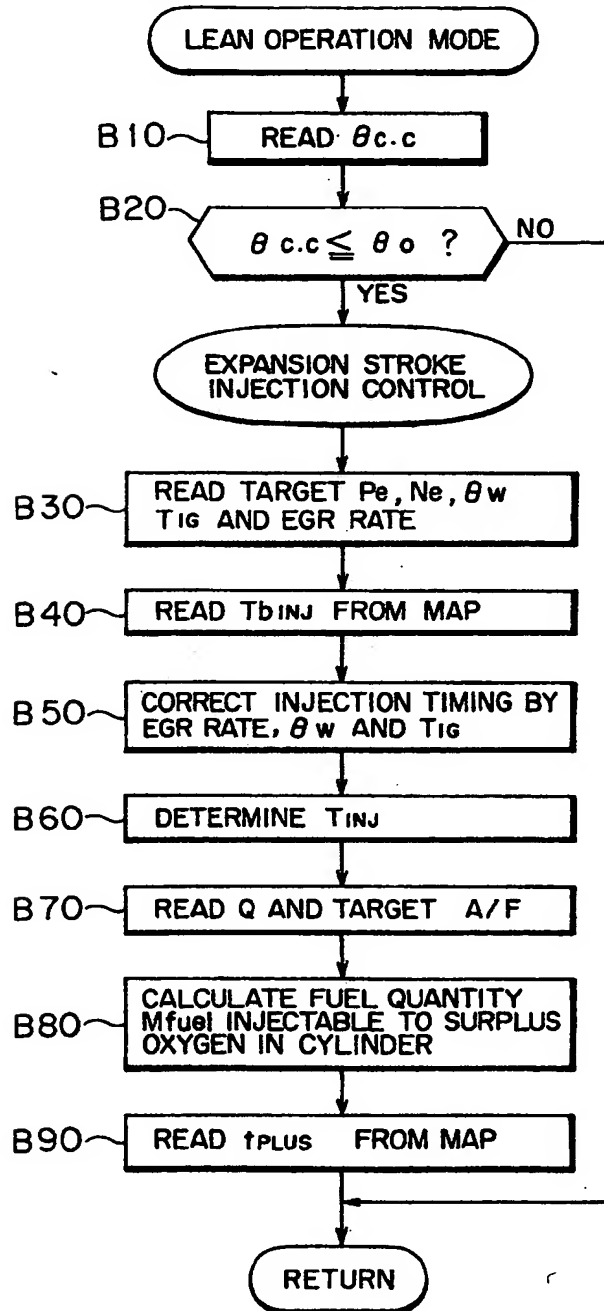 LEAN OPERATION MODE
B10
READ θc.c
B20
θc.c ≦ θo ?
NO
YES
EXPANSION STROKE
INJECTION CONTROL
B30
READ TARGET Pe, Ne, θw
TIG AND EGR RATE
B40
READ TbINJ FROM MAP
B50
CORRECT INJECTION TIMING BY
EGR RATE, θw AND TIG
B60
DETERMINE TINJ
B70
READ Q AND TARGET A/F
B80
CALCULATE FUEL QUANTITY
Mfuel INJECTABLE TO SURPLUS
OXYGEN IN CYLINDER
B90
READ tPLUS FROM MAP
RETURN